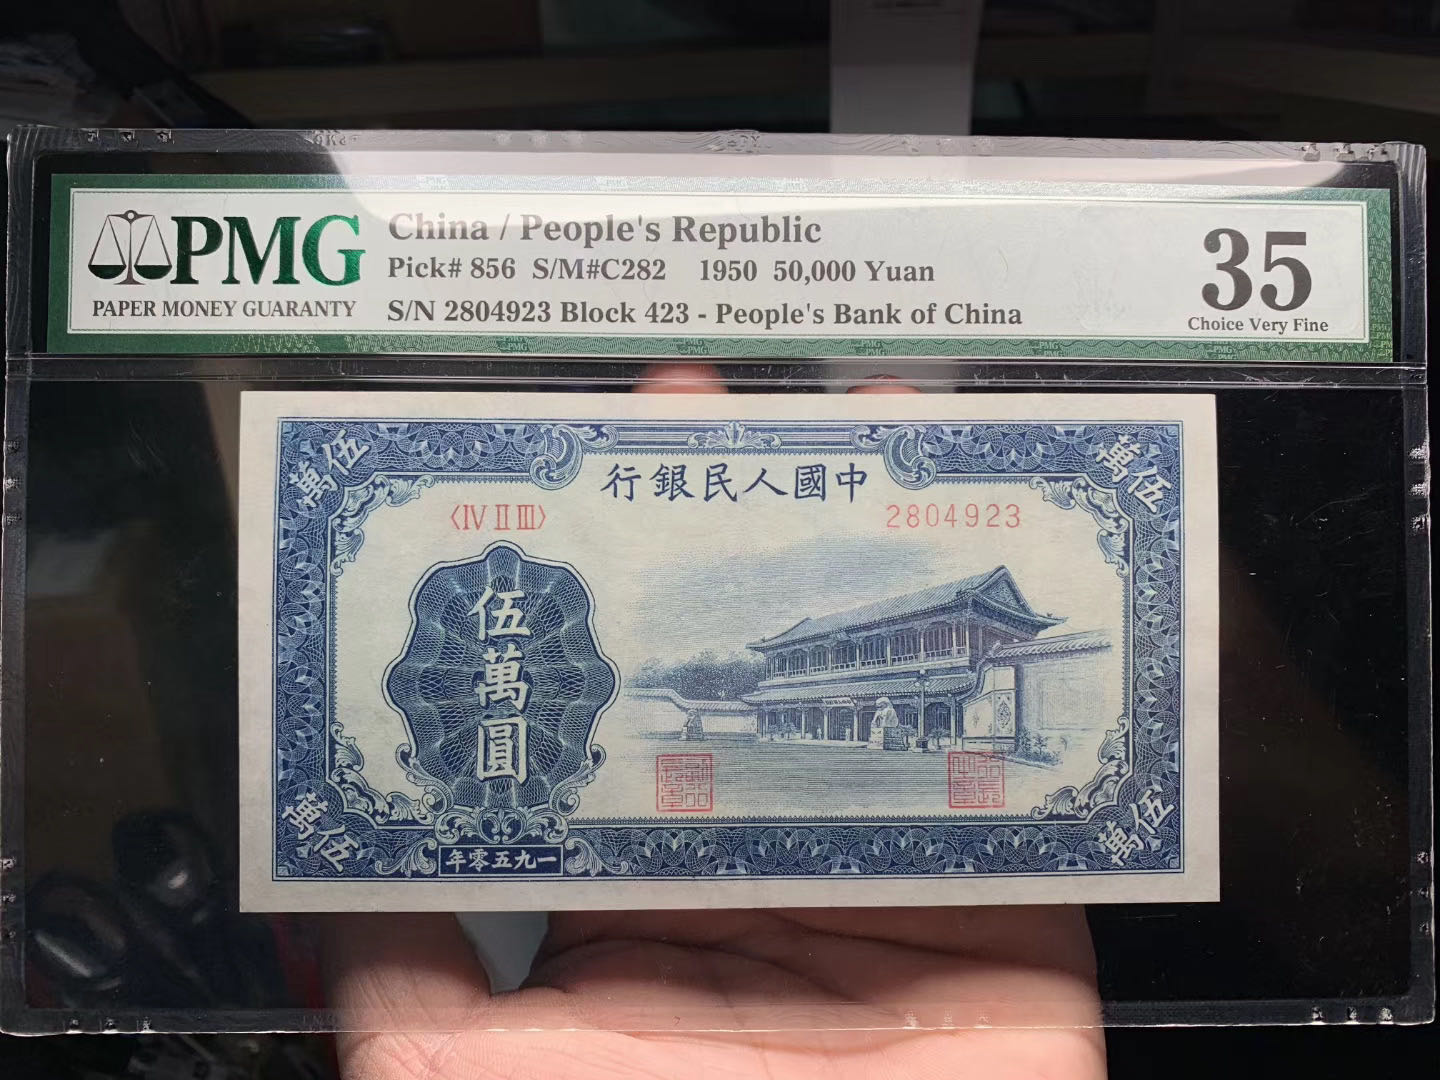 PMG
PAPER MONEY GUARANTY
China / People's Republic
Pick# 856 S/M#C282 1950 50,000 Yuan
S/N 2804923 Block 423 - People's Bank of China
35
Choice Very Fine
萬伍
行銀民人國中
萬伍
〈IV II III〉
2804923
伍萬圓
萬伍
年零五九一
萬伍